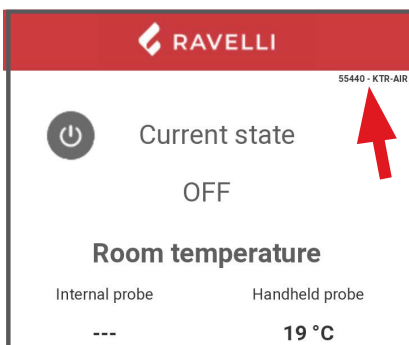 RAVELLI
55440 - KTR-AIR
Current state
OFF
Room temperature
Internal probe
Handheld probe
---
19 °C